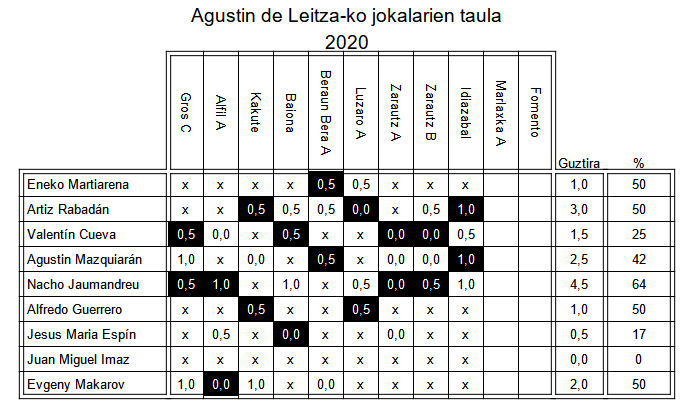 Agustin de Leitza-ko jokalarien taula
2020
Gros C Alfil A Kakute Baiona Beraun Bera A Luzaro A Zarautz A Zarautz B Idiazabal Marlaxka A Fomento Guztira %
Eneko Martiarena x x x x 0,5 0,5 x x x 1,0 50
Artiz Rabadán x x 0,5 0,5 0,5 0,0 x 0,5 1,0 3,0 50
Valentín Cueva 0,5 0,0 x 0,5 x x 0,0 0,0 0,5 1,5 25
Agustin Mazquiarán 1,0 x 0,0 x 0,5 x x x 1,0 2,5 42
Nacho Jaumandreu 0,5 1,0 x 1,0 x 0,5 0,0 0,5 1,0 4,5 64
Alfredo Guerrero x x 0,5 x x 0,5 x x x 1,0 50
Jesus Maria Espín x 0,5 x 0,0 x x 0,0 x x 0,5 17
Juan Miguel Imaz x x x x x x x x x 0,0 0
Evgeny Makarov 1,0 0,0 1,0 x 0,0 x x x x 2,0 50